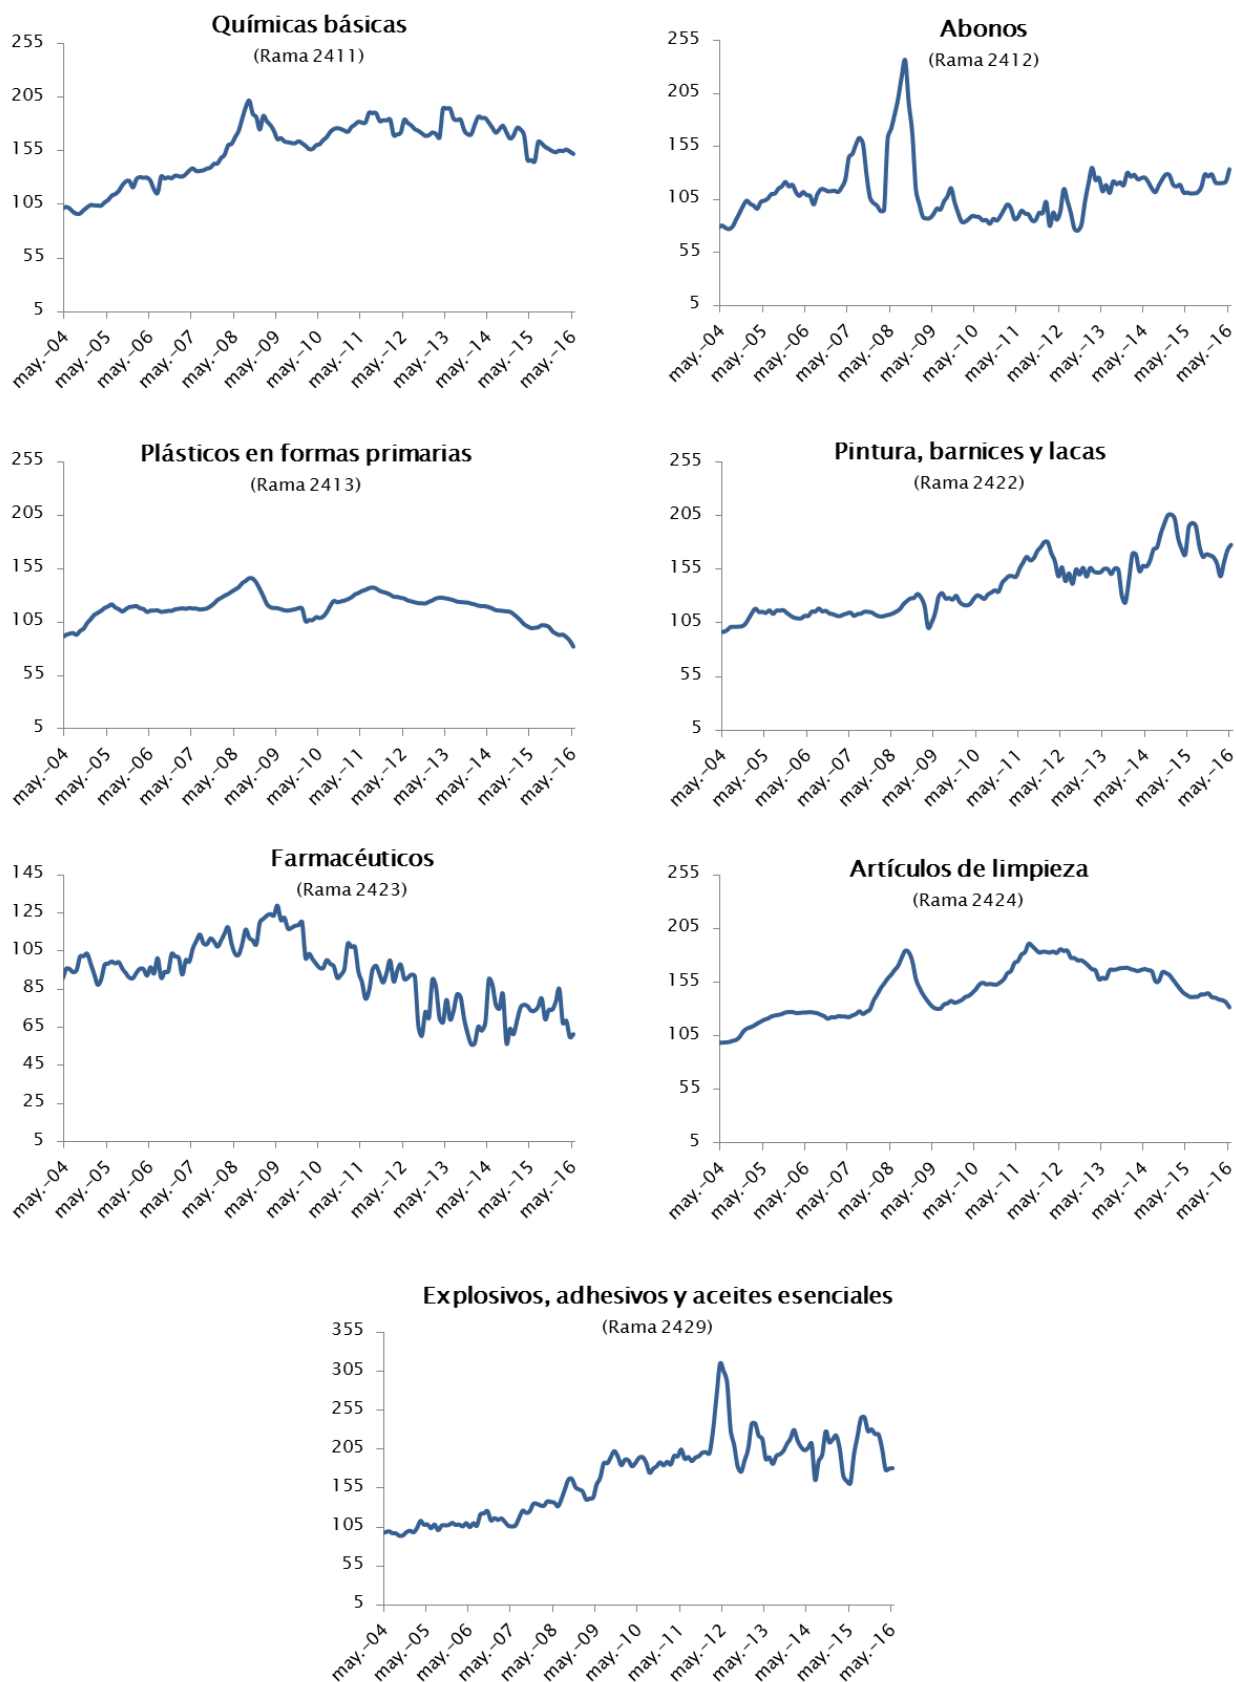 Químicas básicas
(Rama 2411)
255
205
155
105
55
5
may.-04
may.-05
may.-06
may.-07
may.-08
may.-09
may.-10
may.-11
may.-12
may.-13
may.-14
may.-15
may.-16
Abonos
(Rama 2412)
255
205
155
105
55
5
may.-04
may.-05
may.-06
may.-07
may.-08
may.-09
may.-10
may.-11
may.-12
may.-13
may.-14
may.-15
may.-16
Plásticos en formas primarias
(Rama 2413)
255
205
155
105
55
5
may.-04
may.-05
may.-06
may.-07
may.-08
may.-09
may.-10
may.-11
may.-12
may.-13
may.-14
may.-15
may.-16
Pintura, barnices y lacas
(Rama 2422)
255
205
155
105
55
5
may.-04
may.-05
may.-06
may.-07
may.-08
may.-09
may.-10
may.-11
may.-12
may.-13
may.-14
may.-15
may.-16
Farmacéuticos
(Rama 2423)
145
125
105
85
65
45
25
5
may.-04
may.-05
may.-06
may.-07
may.-08
may.-09
may.-10
may.-11
may.-12
may.-13
may.-14
may.-15
may.-16
Artículos de limpieza
(Rama 2424)
255
205
155
105
55
5
may.-04
may.-05
may.-06
may.-07
may.-08
may.-09
may.-10
may.-11
may.-12
may.-13
may.-14
may.-15
may.-16
Explosivos, adhesivos y aceites esenciales
(Rama 2429)
355
305
255
205
155
105
55
5
may.-04
may.-05
may.-06
may.-07
may.-08
may.-09
may.-10
may.-11
may.-12
may.-13
may.-14
may.-15
may.-16